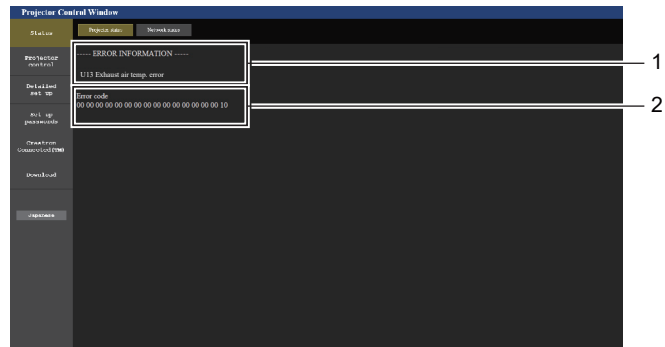 Projector Control Window
Status
Projector status
Network status
Projector
control
Detailed
set up
Set up
passwords
Crestron
Connected(TM)
Download
Japanese
----- ERROR INFORMATION -----
U13 Exhaust air temp. error
Error code
00 00 00 00 00 00 00 00 00 00 00 00 00 00 00 10
1
2